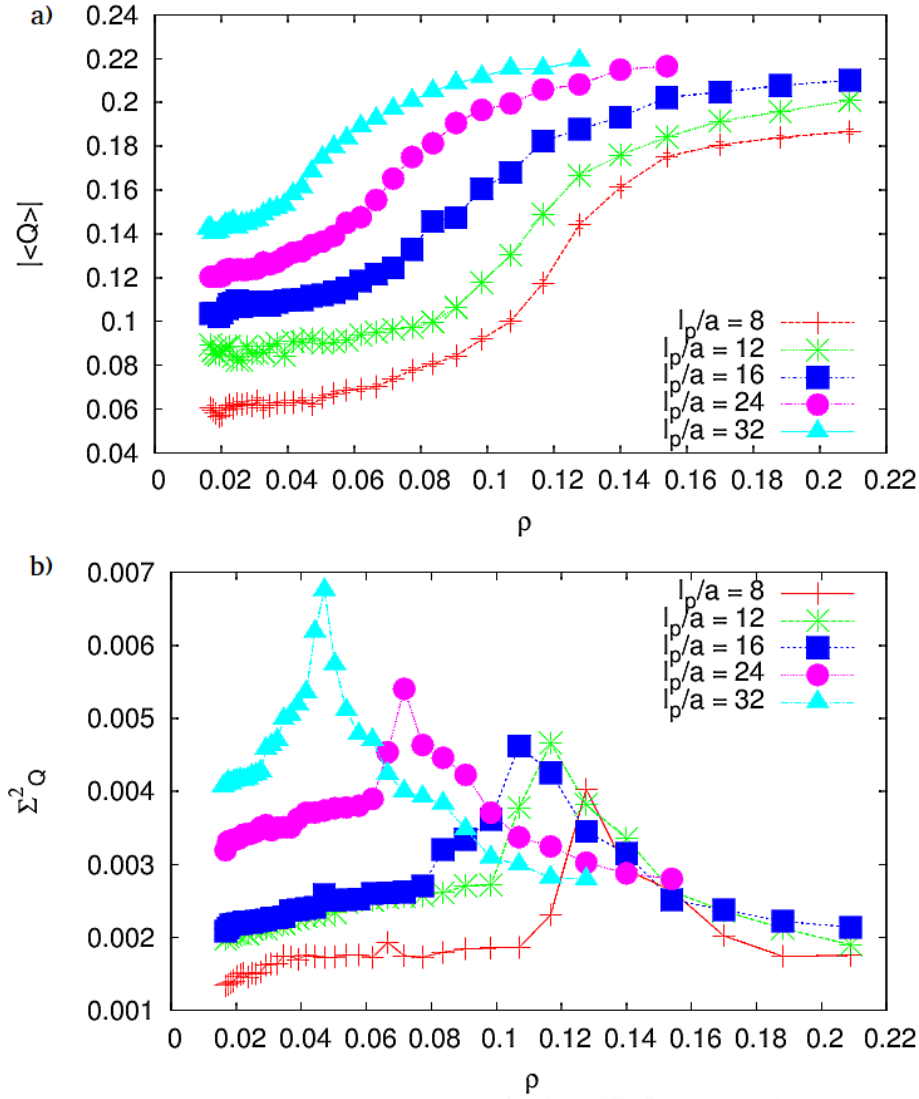 a)
0.24
0.22
0.2
0.18
0.16
0.14
0.12
0.1
0.08
0.06
0.04
|<Q>|
0 0.02 0.04 0.06 0.08 0.1 0.12 0.14 0.16 0.18 0.2 0.22
ρ
l_p/a = 8
l_p/a = 12
l_p/a = 16
l_p/a = 24
l_p/a = 32
b)
0.007
0.006
0.005
0.004
0.003
0.002
0.001
Σ²_Q
l_p/a = 8
l_p/a = 12
l_p/a = 16
l_p/a = 24
l_p/a = 32
0 0.02 0.04 0.06 0.08 0.1 0.12 0.14 0.16 0.18 0.2 0.22
ρ